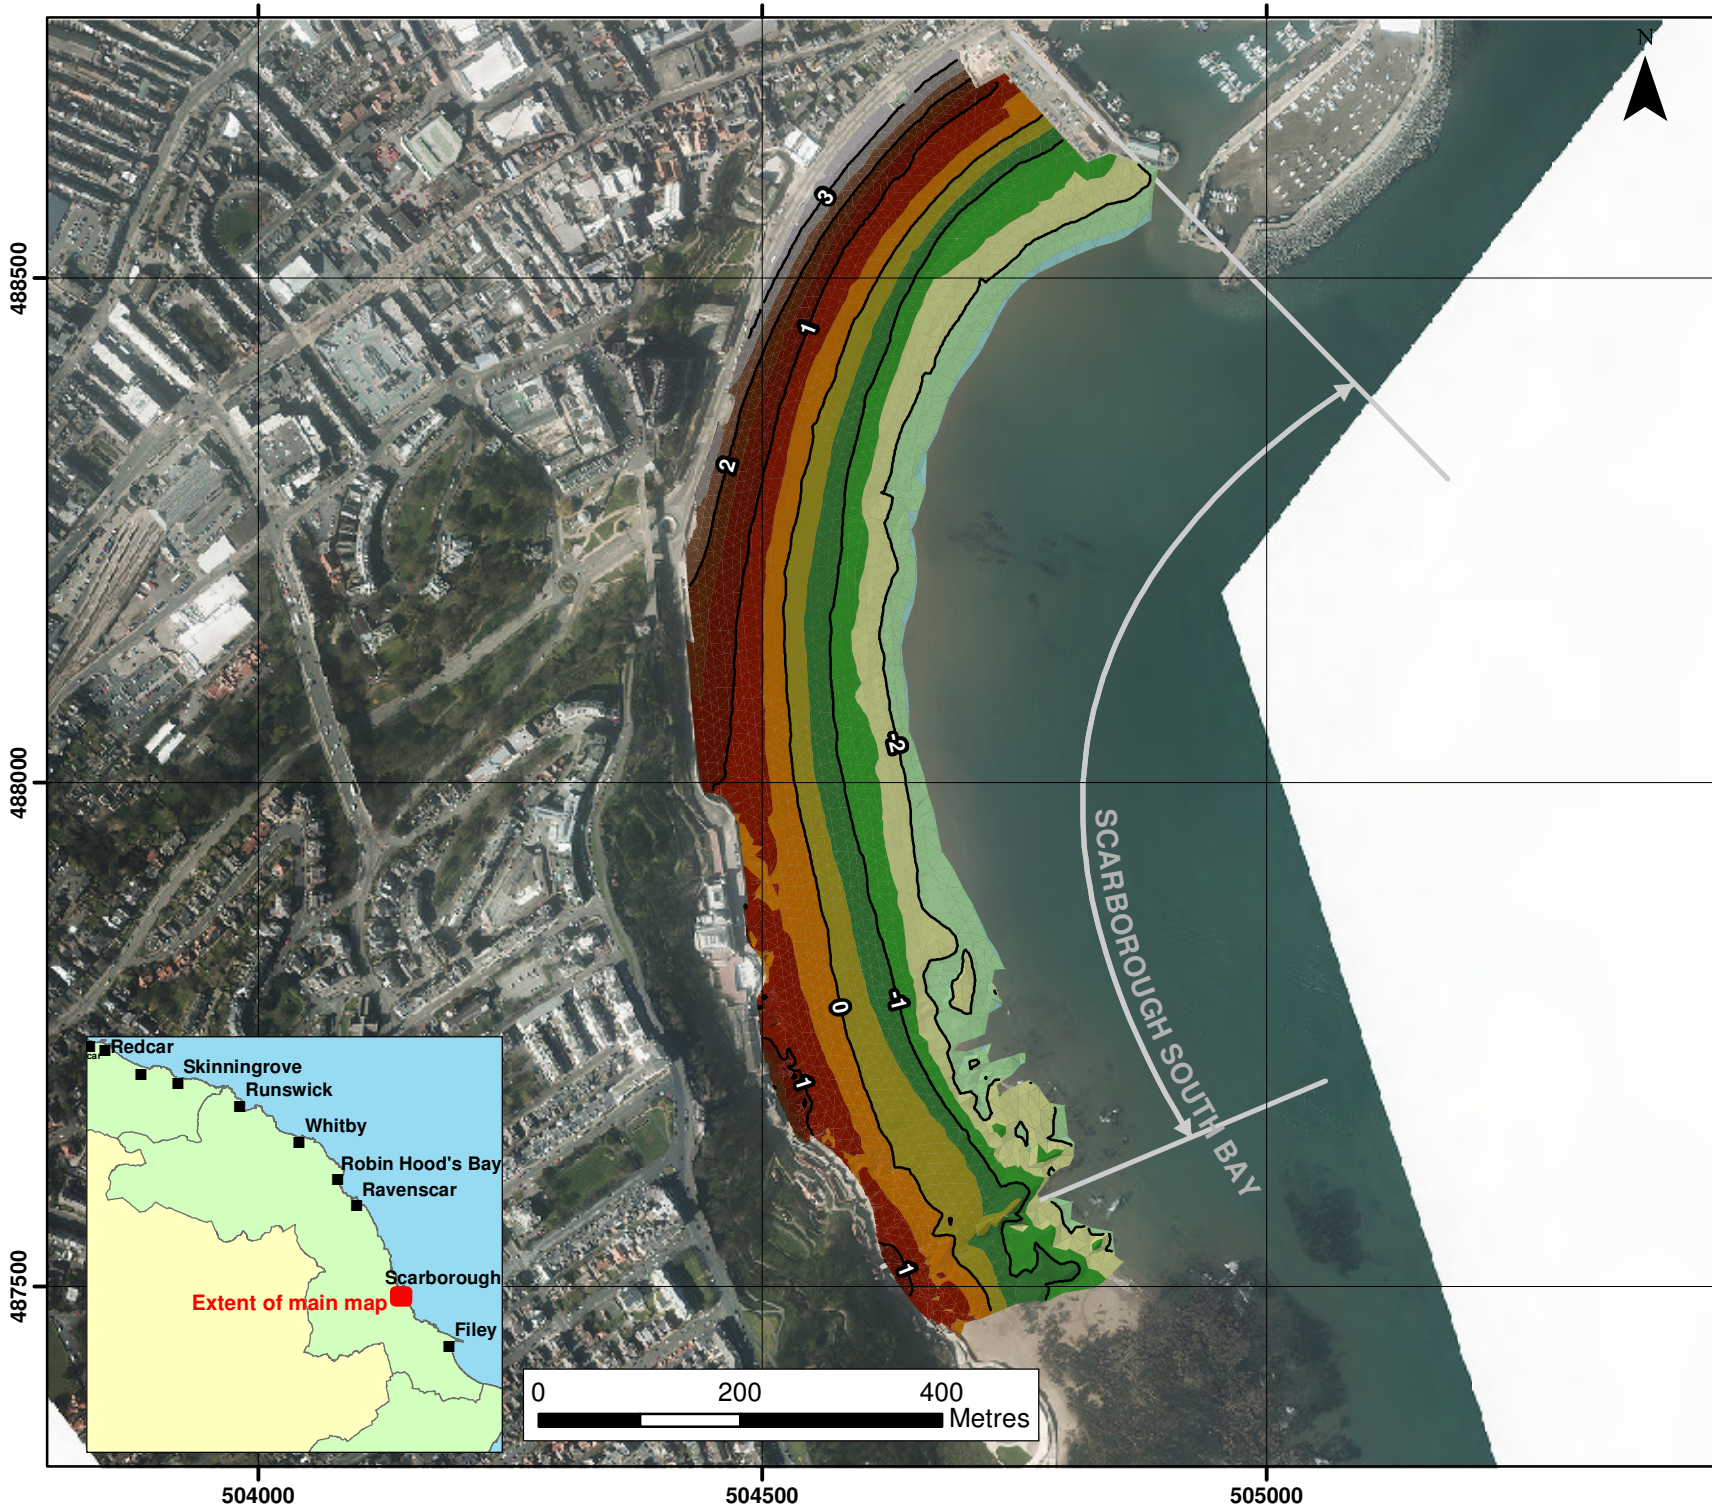 N
3
488500
1
2
488000
-2
SCARBOROUGH SOUTH BAY
0
-1
1
Redcar
car
Skinningrove
Runswick
Whitby
Robin Hood's Bay
Ravenscar
Scarborough
Extent of main map
Filey
487500
1
0 200 400
Metres
504000 504500 505000